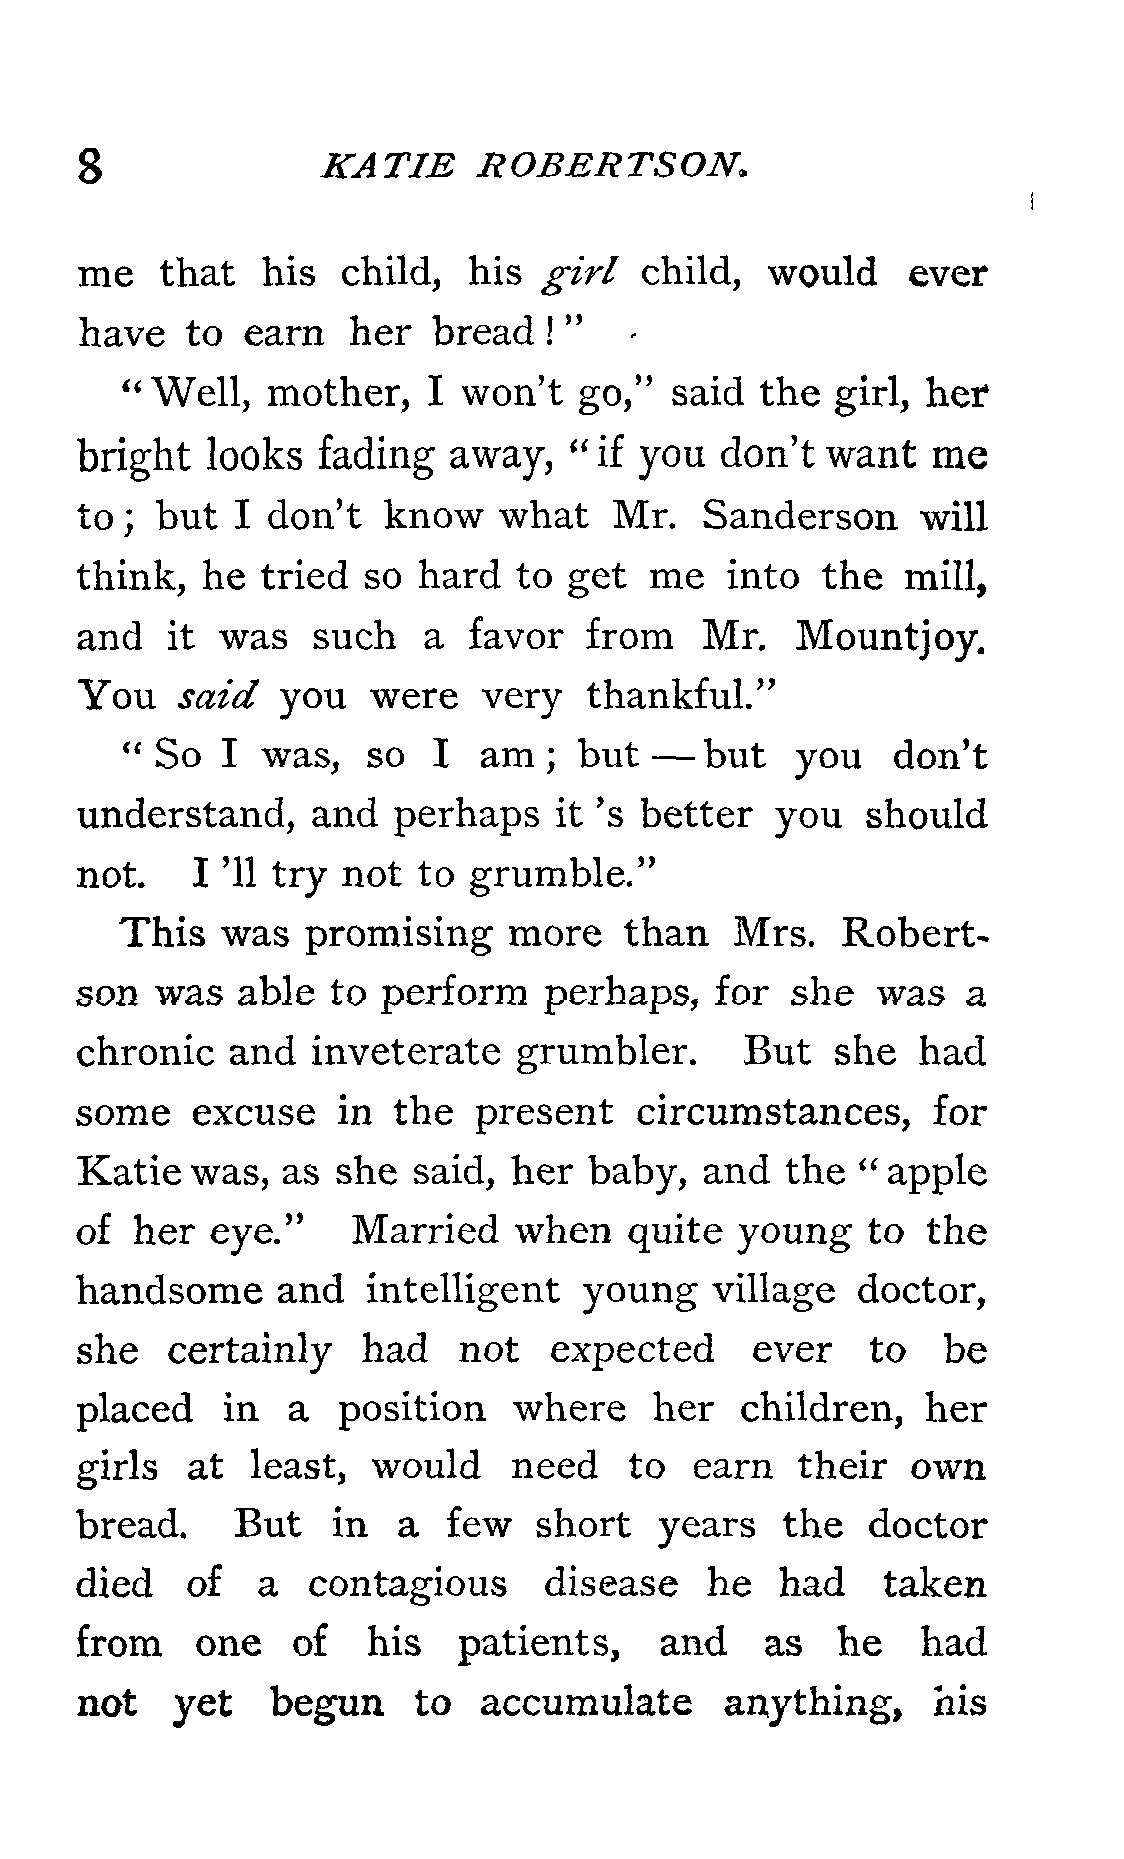 8 KATIE ROBERTSON.
me that his child, his girl child, would ever
have to earn her bread!"
"Well, mother, I won't go," said the girl, her
bright looks fading away, "if you don't want me
to; but I don't know what Mr. Sanderson will
think, he tried so hard to get me into the mill,
and it was such a favor from Mr. Mountjoy.
You said you were very thankful."
"So I was, so I am; but — but you don't
understand, and perhaps it 's better you should
not. I 'll try not to grumble."
This was promising more than Mrs. Robert-
son was able to perform perhaps, for she was a
chronic and inveterate grumbler. But she had
some excuse in the present circumstances, for
Katie was, as she said, her baby, and the "apple
of her eye." Married when quite young to the
handsome and intelligent young village doctor,
she certainly had not expected ever to be
placed in a position where her children, her
girls at least, would need to earn their own
bread. But in a few short years the doctor
died of a contagious disease he had taken
from one of his patients, and as he had
not yet begun to accumulate anything, his